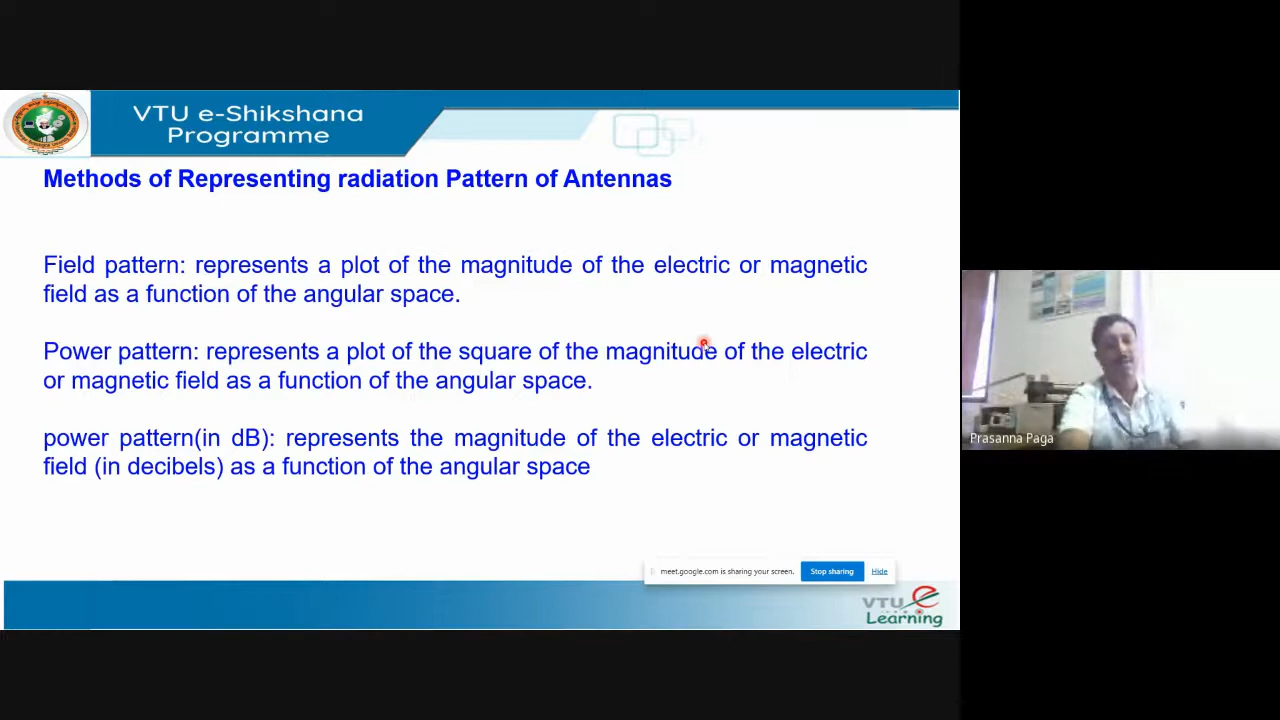 VTU e-Shikshana
Programme
Methods of Representing radiation Pattern of Antennas
Field pattern: represents a plot of the magnitude of the electric or magnetic
field as a function of the angular space.
Power pattern: represents a plot of the square of the magnitude of the electric
or magnetic field as a function of the angular space.
power pattern(in dB): represents the magnitude of the electric or magnetic
field (in decibels) as a function of the angular space
Prasanna Paga
meet.google.com is sharing your screen.
Stop sharing
Hide
VTU e
Learning